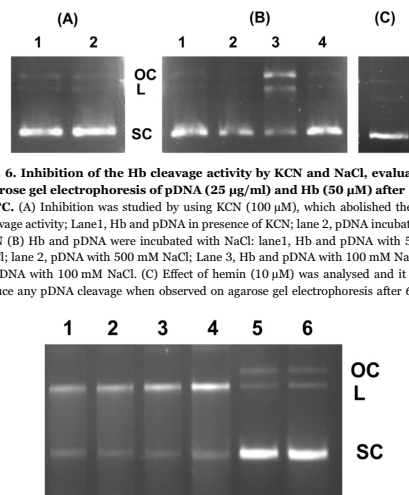 (A) (B) (C)
1 2 1 2 3 4
OC
L
SC
. 6. Inhibition of the Hb cleavage activity by KCN and NaCl, evalua
arose gel electrophoresis of pDNA (25 µg/ml) and Hb (50 µM) after
°C. (A) Inhibition was studied by using KCN (100 µM), which abolished the
vage activity; Lane1, Hb and pDNA in presence of KCN; lane 2, pDNA incubat
(B) Hb and pDNA were incubated with NaCl: lane1, Hb and pDNA with 5
l; lane 2, pDNA with 500 mM NaCl; Lane 3, Hb and pDNA with 100 mM Na
DNA with 100 mM NaCl. (C) Effect of hemin (10 µM) was analysed and it
uce any pDNA cleavage when observed on agarose gel electrophoresis after 6
1 2 3 4 5 6
OC
L
SC